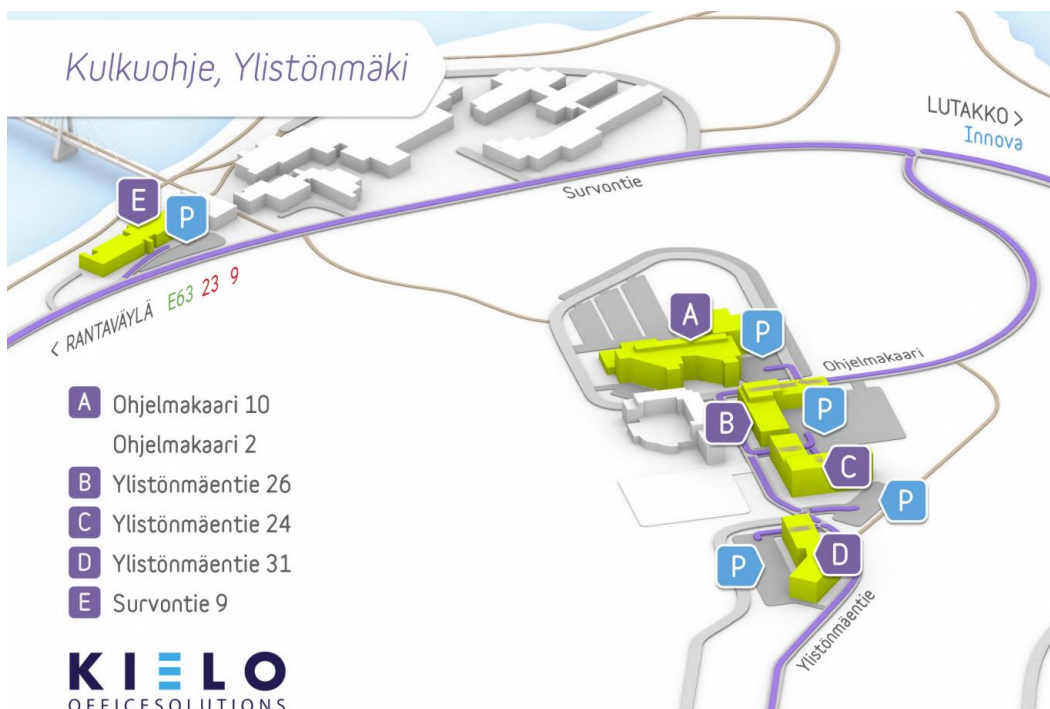 Kulkuohje, Ylistönmäki
LUTAKKO >
Innova
Survontie
E
P
< RANTAVÄYLÄ E63 23 9
A
P
Ohjelmakaari
P
B
C
P
P
D
Ylistönmäentie
A Ohjelmakaari 10
Ohjelmakaari 2
B Ylistönmäentie 26
C Ylistönmäentie 24
D Ylistönmäentie 31
E Survontie 9
KIELO
OFFICESOLUTIONS